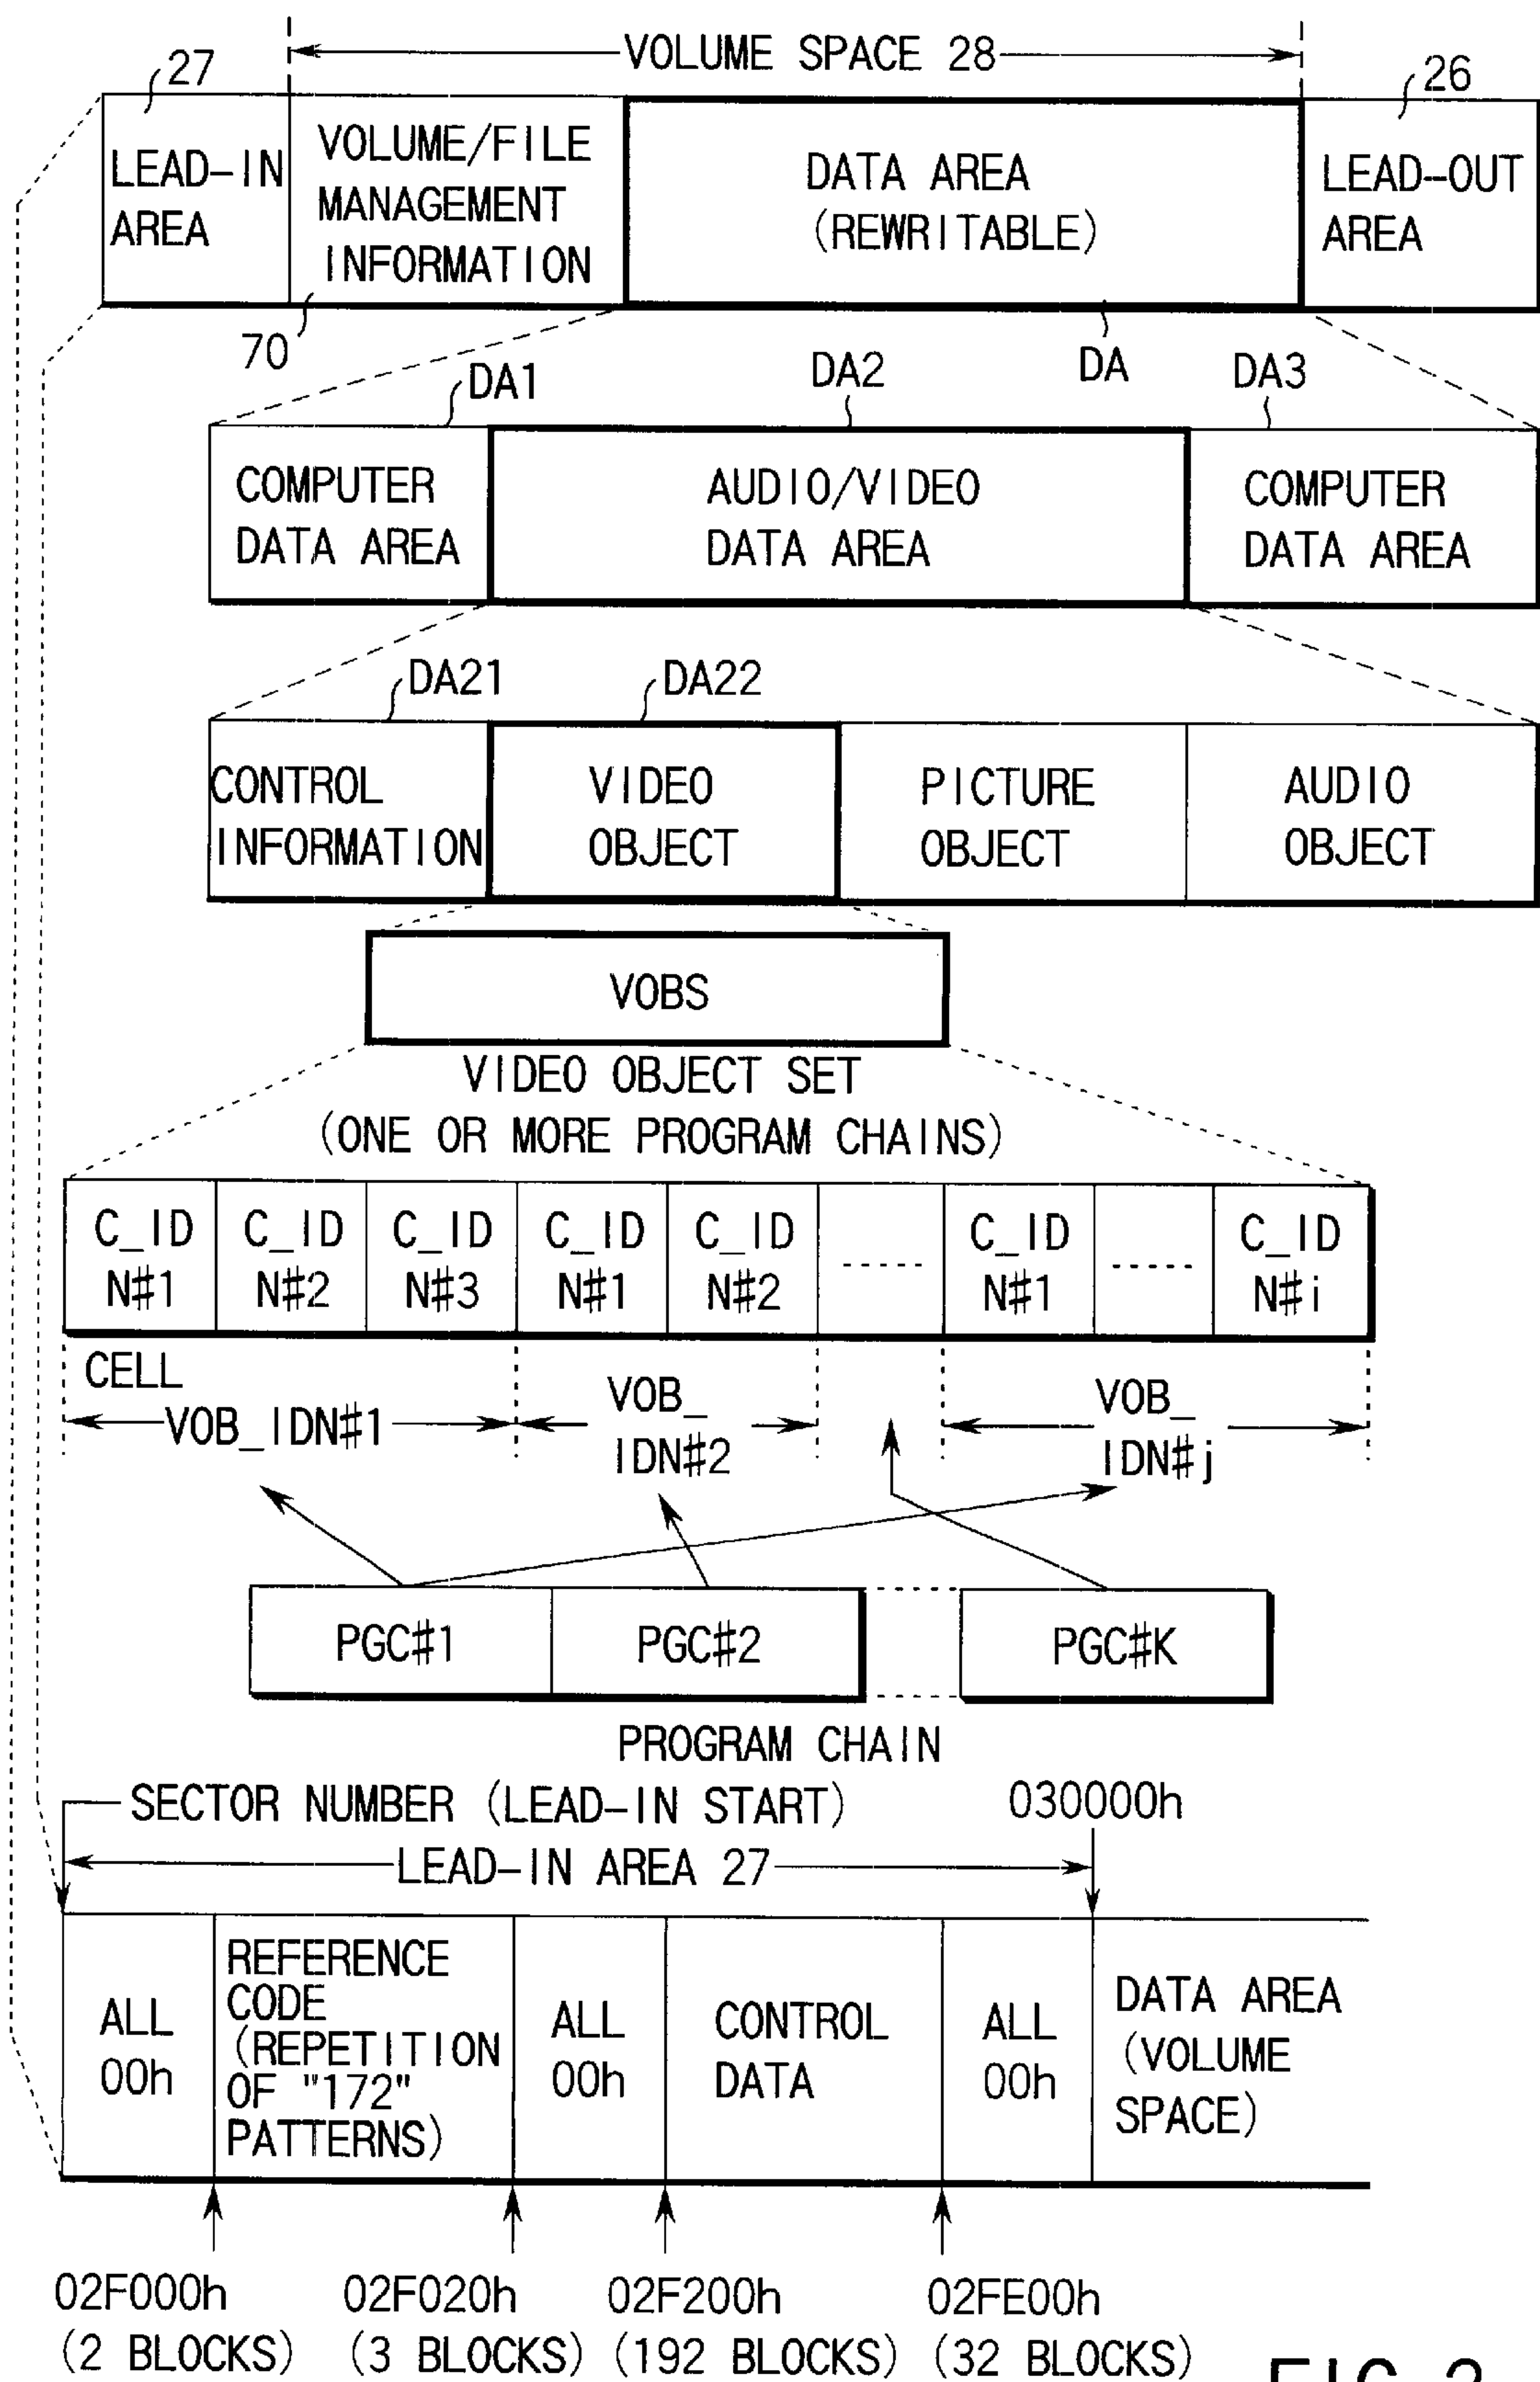 VOLUME SPACE 28
27
26
LEAD-IN
AREA
VOLUME/FILE
MANAGEMENT
INFORMATION
DATA AREA
(REWRITABLE)
LEAD-OUT
AREA
70
DA
DA1
DA2
DA3
COMPUTER
DATA AREA
AUDIO/VIDEO
DATA AREA
COMPUTER
DATA AREA
DA21
DA22
CONTROL
INFORMATION
VIDEO
OBJECT
PICTURE
OBJECT
AUDIO
OBJECT
VOBS
VIDEO OBJECT SET
(ONE OR MORE PROGRAM CHAINS)
C_ID
N#1
C_ID
N#2
C_ID
N#3
C_ID
N#1
C_ID
N#2
C_ID
N#1
C_ID
N#i
CELL
VOB_IDN#1
VOB_
IDN#2
VOB_
IDN#j
PGC#1
PGC#2
PGC#K
PROGRAM CHAIN
SECTOR NUMBER (LEAD-IN START)
030000h
LEAD-IN AREA 27
ALL
00h
REFERENCE
CODE
(REPETITION
OF "172"
PATTERNS)
ALL
00h
CONTROL
DATA
ALL
00h
DATA AREA
(VOLUME
SPACE)
02F000h
(2 BLOCKS)
02F020h
(3 BLOCKS)
02F200h
(192 BLOCKS)
02FE00h
(32 BLOCKS)